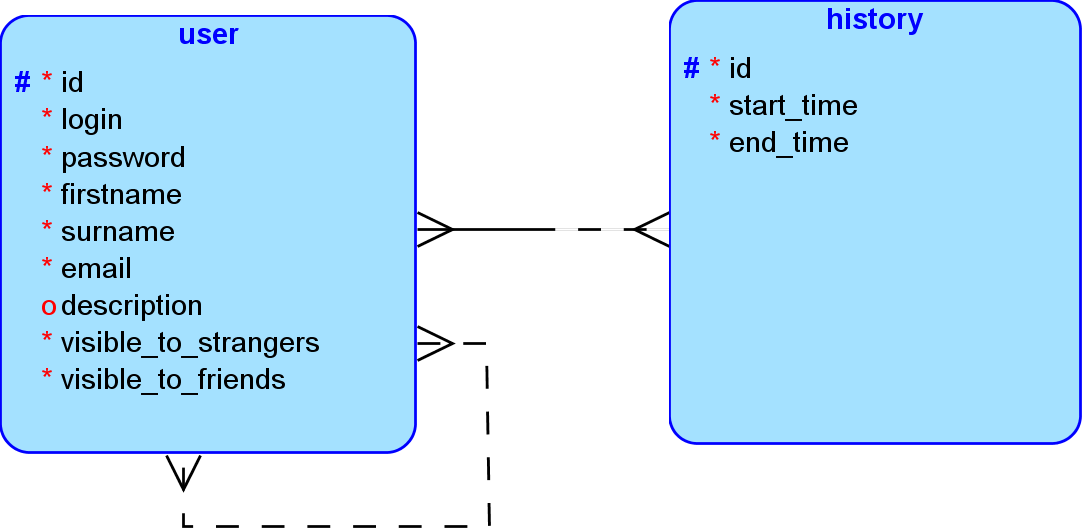 user
# * id
* login
* password
* firstname
* surname
* email
o description
* visible_to_strangers
* visible_to_friends
history
# * id
* start_time
* end_time